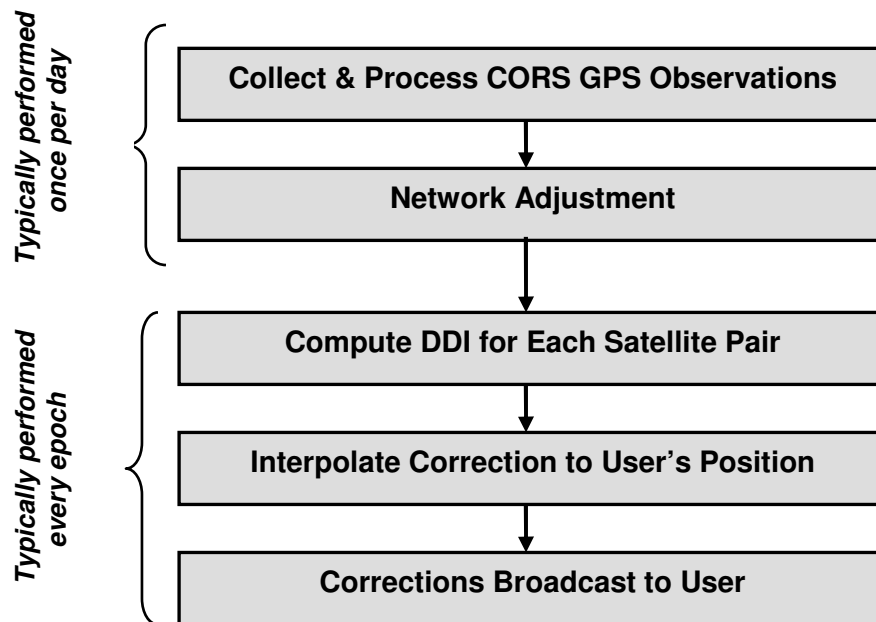 Typically performed
once per day
Collect & Process CORS GPS Observations
Network Adjustment
Typically performed
every epoch
Compute DDI for Each Satellite Pair
Interpolate Correction to User’s Position
Corrections Broadcast to User